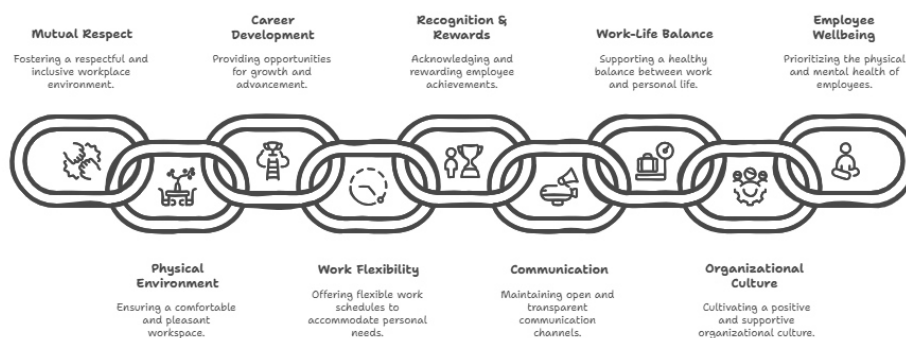 Mutual Respect
Fostering a respectful and
inclusive workplace
environment.
Career
Development
Providing opportunities
for growth and
advancement.
Recognition &
Rewards
Acknowledging and
rewarding employee
achievements.
Work-Life Balance
Supporting a healthy
balance between work
and personal life.
Employee
Wellbeing
Prioritizing the physical
and mental health of
employees.
Physical
Environment
Ensuring a comfortable
and pleasant
workspace.
Work Flexibility
Offering flexible work
schedules to
accommodate personal
needs.
Communication
Maintaining open and
transparent
communication
channels.
Organizational
Culture
Cultivating a positive
and supportive
organizational culture.